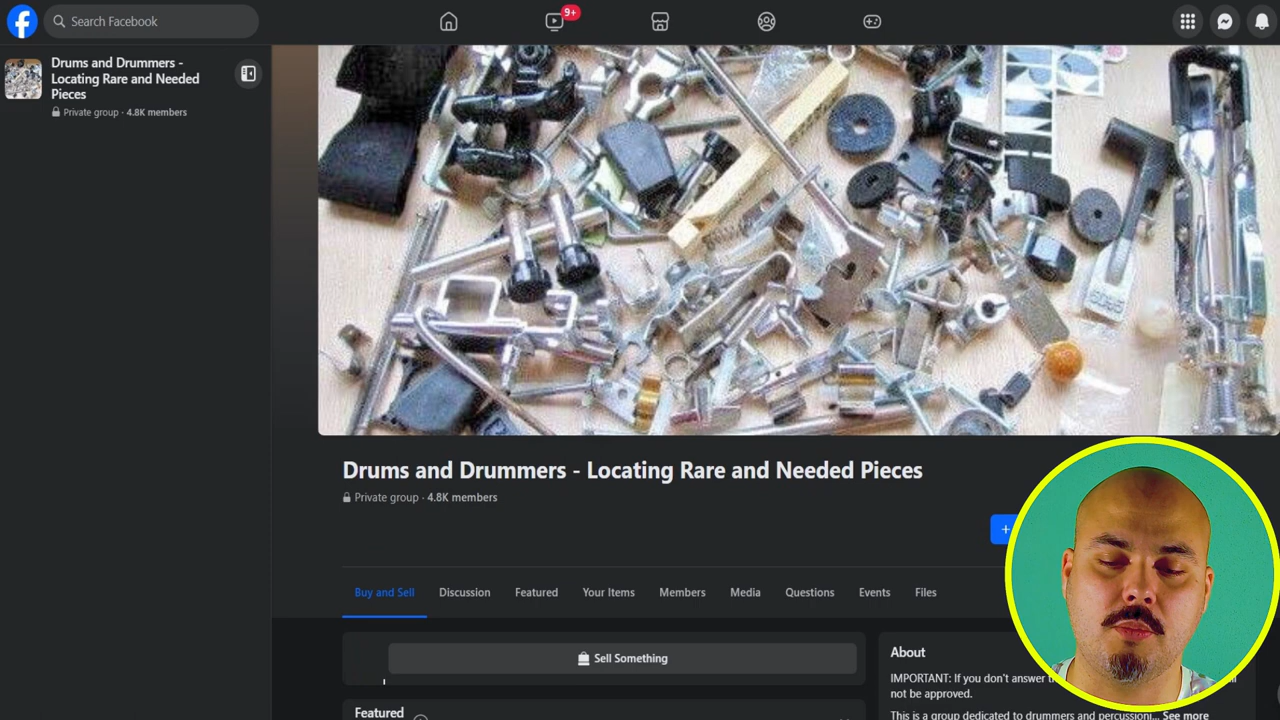 Search Facebook
9+
Drums and Drummers -
Locating Rare and Needed
Pieces
Private group · 4.8K members
Drums and Drummers - Locating Rare and Needed Pieces
Private group · 4.8K members
+
Buy and Sell
Discussion
Featured
Your Items
Members
Media
Questions
Events
Files
Sell Something
About
IMPORTANT: If you don't answer
not be approved.
This is a group dedicated to drummers and percussioni... See more
Featured